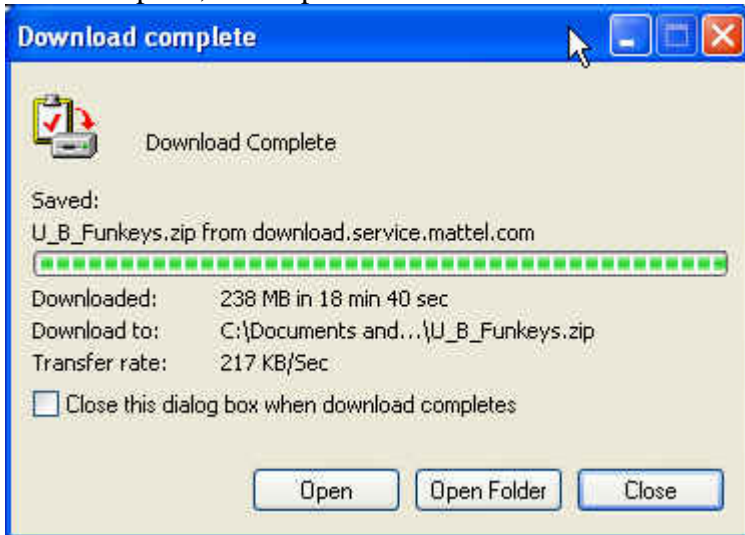 Download complete
Download Complete
Saved:
U_B_Funkeys.zip from download.service.mattel.com
Downloaded: 238 MB in 18 min 40 sec
Download to: C:\Documents and...\U_B_Funkeys.zip
Transfer rate: 217 KB/Sec
Close this dialog box when download completes
Open Open Folder Close